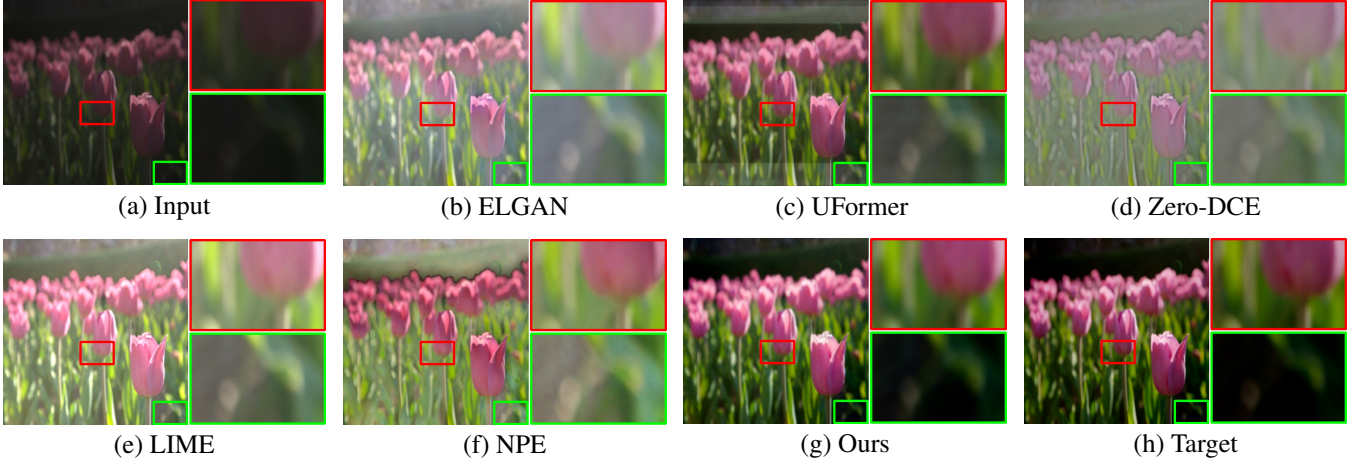 (a) Input
(b) ELGAN
(c) UFormer
(d) Zero-DCE
(e) LIME
(f) NPE
(g) Ours
(h) Target